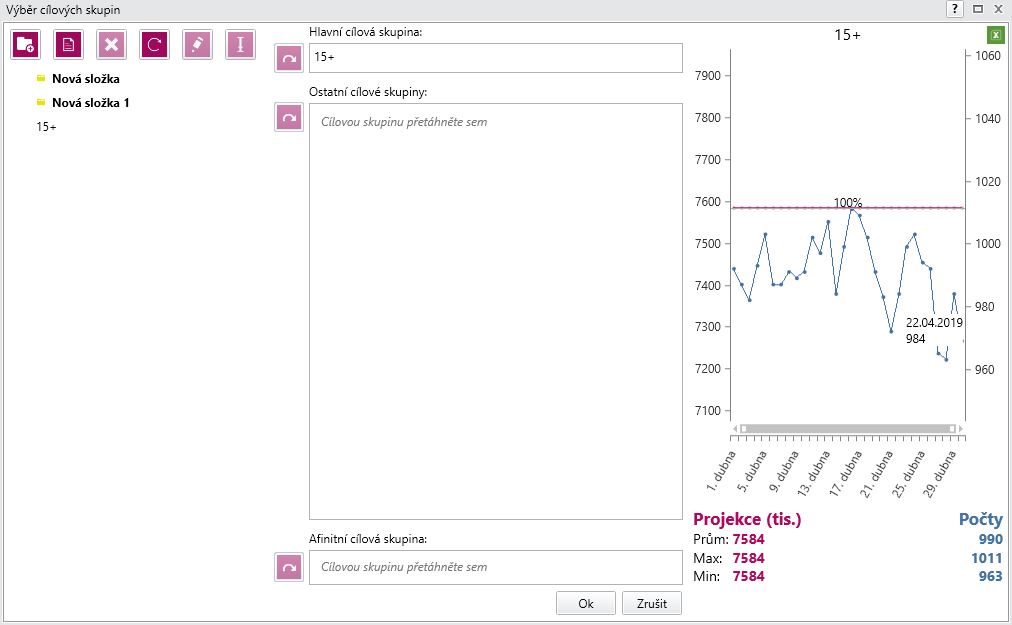 Výběr cílových skupin
?
Nová složka
Nová složka 1
15+
Hlavní cílová skupina:
15+
Ostatní cílové skupiny:
Cílovou skupinu přetáhněte sem
Afinitní cílová skupina:
Cílovou skupinu přetáhněte sem
Ok
Zrušit
15+
7900
7800
7700
7600
7500
7400
7300
7200
7100
1060
1040
1020
1000
980
960
100%
22.04.2019
984
1. dubna
5. dubna
9. dubna
13. dubna
17. dubna
21. dubna
25. dubna
29. dubna
Projekce (tis.) Počty
Prům: 7584 990
Max: 7584 1011
Min: 7584 963